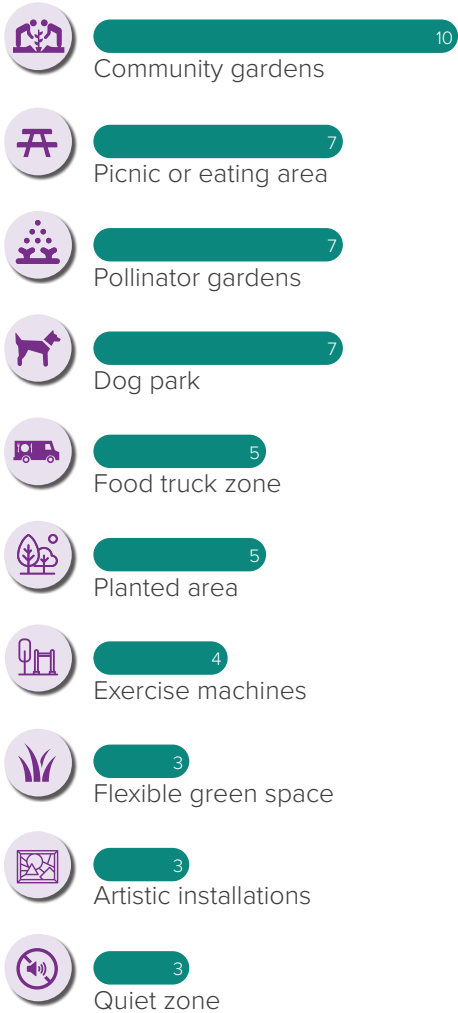 10
Community gardens
7
Picnic or eating area
7
Pollinator gardens
7
Dog park
5
Food truck zone
5
Planted area
4
Exercise machines
3
Flexible green space
3
Artistic installations
3
Quiet zone